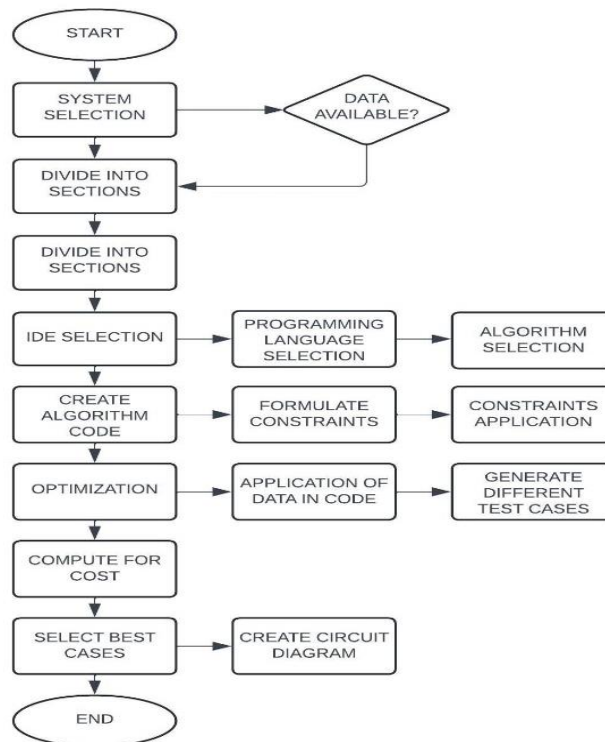 START
SYSTEM
SELECTION
DATA
AVAILABLE?
DIVIDE INTO
SECTIONS
DIVIDE INTO
SECTIONS
IDE SELECTION
PROGRAMMING
LANGUAGE
SELECTION
ALGORITHM
SELECTION
CREATE
ALGORITHM
CODE
FORMULATE
CONSTRAINTS
CONSTRAINTS
APPLICATION
OPTIMIZATION
APPLICATION OF
DATA IN CODE
GENERATE
DIFFERENT
TEST CASES
COMPUTE FOR
COST
SELECT BEST
CASES
CREATE CIRCUIT
DIAGRAM
END